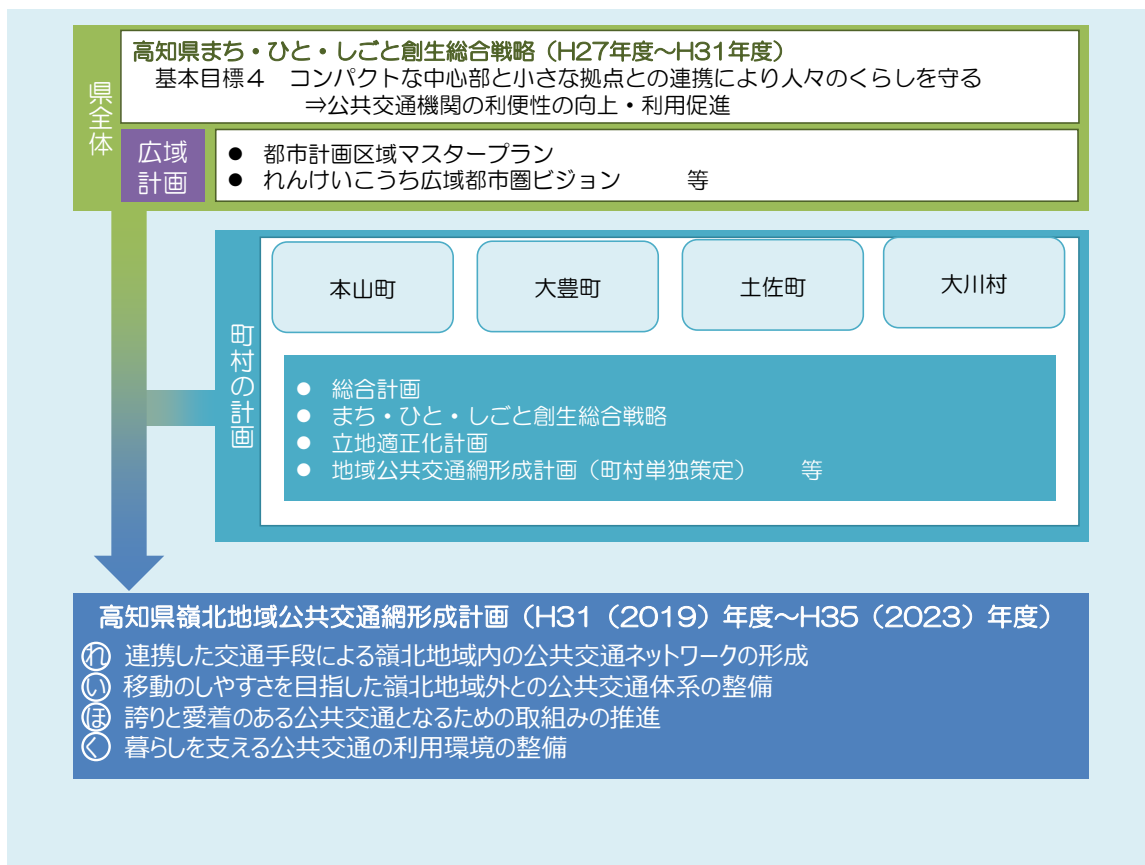 県全体
高知県まち・ひと・しごと創生総合戦略（H27年度～H31年度）
基本目標４　コンパクトな中心部と小さな拠点との連携により人々のくらしを守る
⇒公共交通機関の利便性の向上・利用促進
広域
計画
● 都市計画区域マスタープラン
● れんけいこうち広域都市圏ビジョン　　　等
町村の計画
本山町
大豊町
土佐町
大川村
● 総合計画
● まち・ひと・しごと創生総合戦略
● 立地適正化計画
● 地域公共交通網形成計画（町村単独策定）　　等
高知県嶺北地域公共交通網形成計画（H31（2019）年度～H35（2023）年度）
れ 連携した交通手段による嶺北地域内の公共交通ネットワークの形成
い 移動のしやすさを目指した嶺北地域外との公共交通体系の整備
ほ 誇りと愛着のある公共交通となるための取組みの推進
く 暮らしを支える公共交通の利用環境の整備